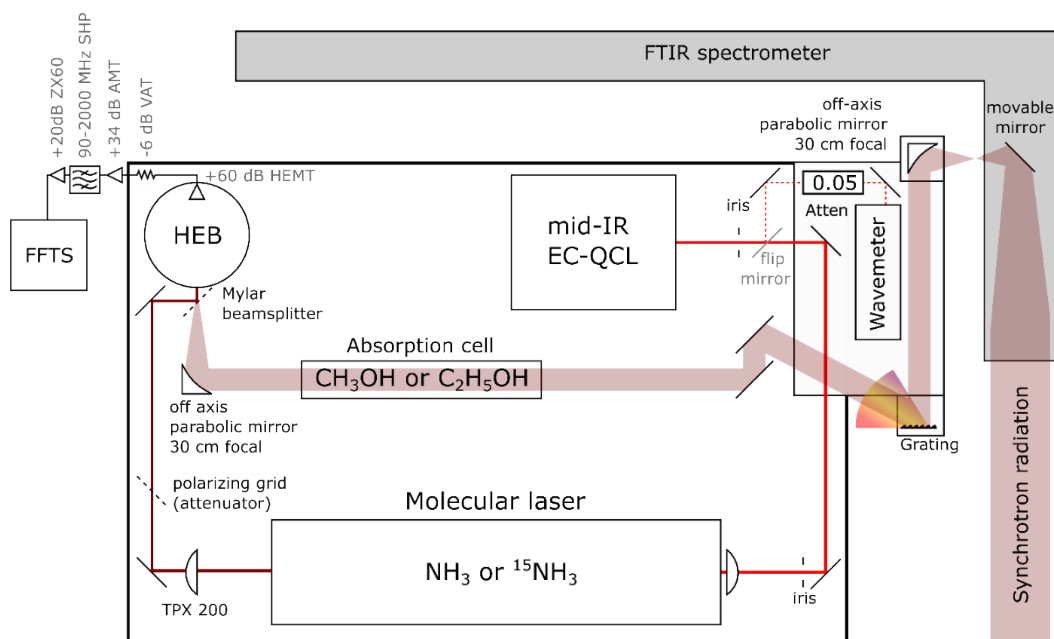 FTIR spectrometer
+20dB ZX60
90-2000 MHz SHP
+34 dB AMT
-6 dB VAT
off-axis
parabolic mirror
30 cm focal
movable
mirror
+60 dB HEMT
HEB
FFTS
mid-IR
EC-QCL
iris
0.05
Atten
flip
mirror
Wavemeter
Mylar
beamsplitter
Absorption cell
CH₃OH or C₂H₅OH
off axis
parabolic mirror
30 cm focal
Grating
polarizing grid
(attenuator)
Molecular laser
NH₃ or ¹⁵NH₃
TPX 200
iris
Synchrotron radiation